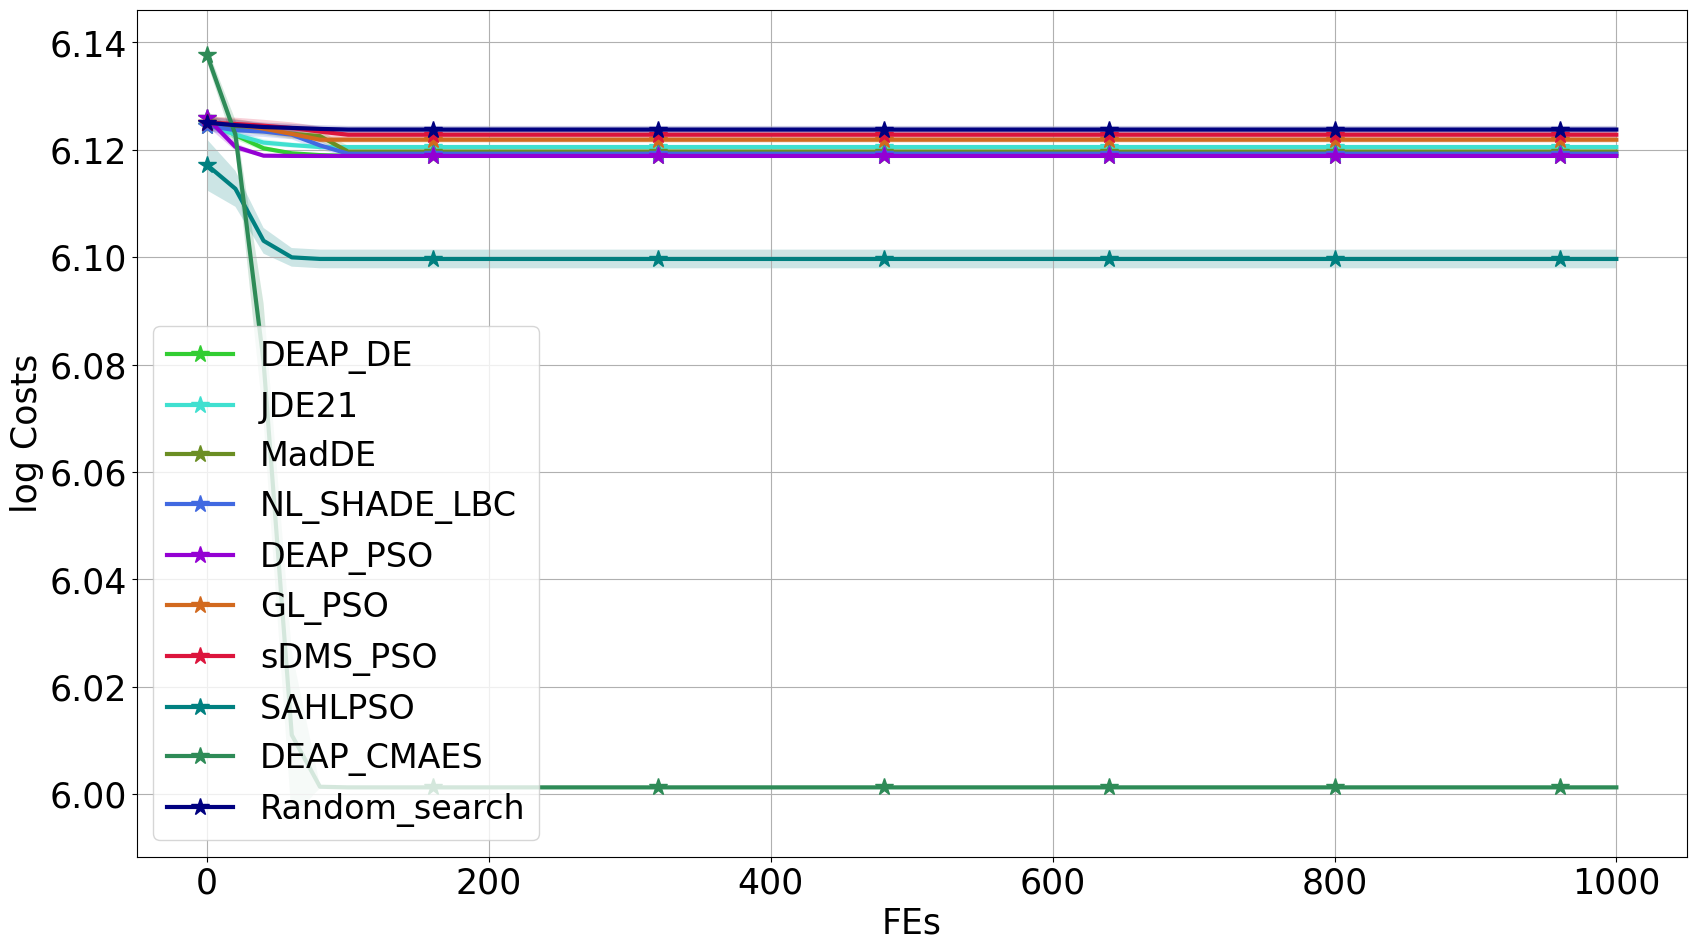 6.14
6.12
6.10
6.08
6.06
6.04
6.02
6.00
log Costs
DEAP_DE
JDE21
MadDE
NL_SHADE_LBC
DEAP_PSO
GL_PSO
sDMS_PSO
SAHLPSO
DEAP_CMAES
Random_search
0 200 400 600 800 1000
FEs